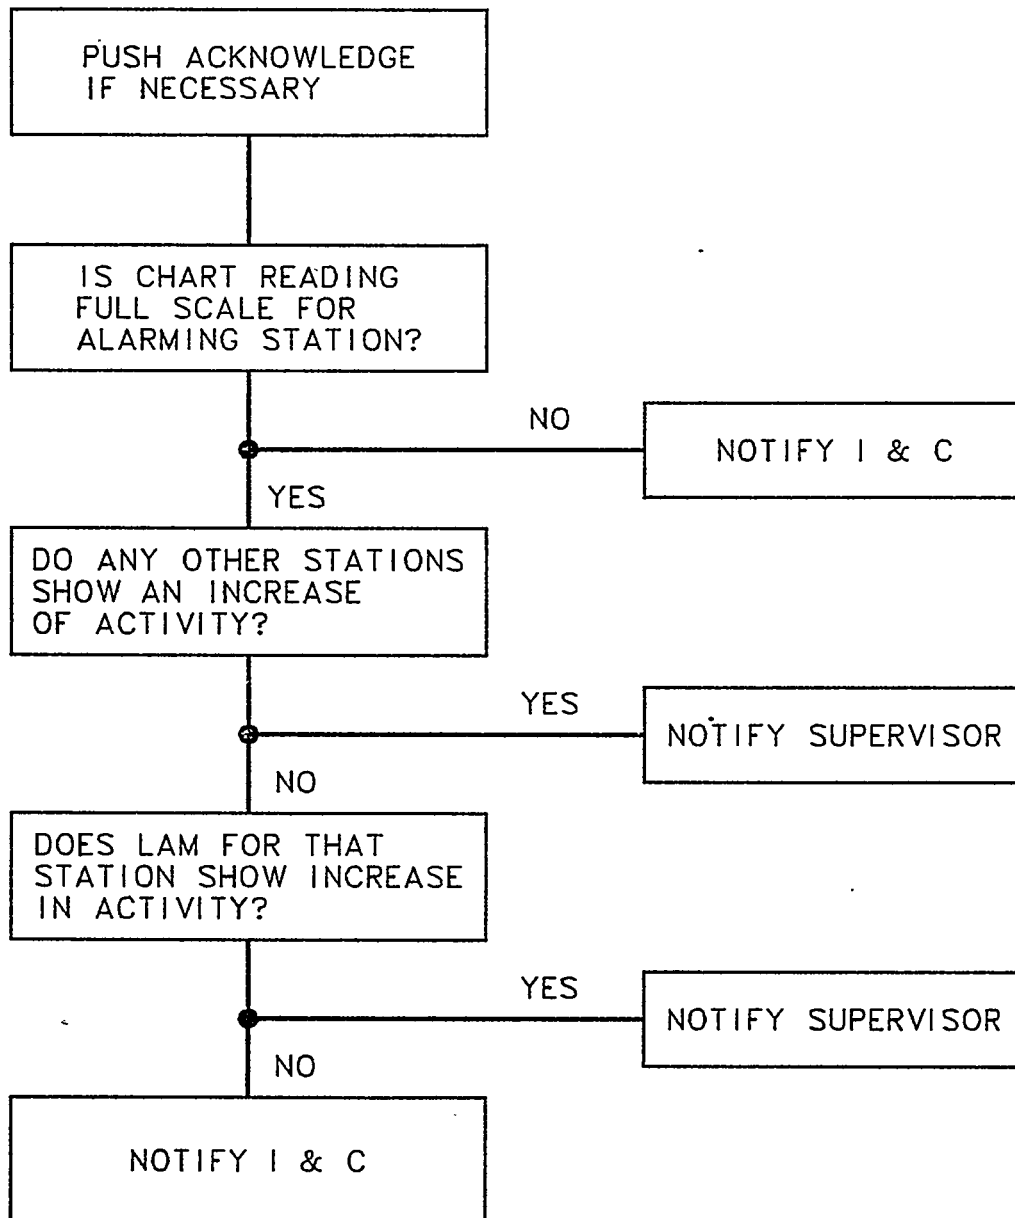 PUSH ACKNOWLEDGE
IF NECESSARY
IS CHART READING
FULL SCALE FOR
ALARMING STATION?
NO
NOTIFY I & C
YES
DO ANY OTHER STATIONS
SHOW AN INCREASE
OF ACTIVITY?
YES
NOTIFY SUPERVISOR
NO
DOES LAM FOR THAT
STATION SHOW INCREASE
IN ACTIVITY?
YES
NOTIFY SUPERVISOR
NO
NOTIFY I & C